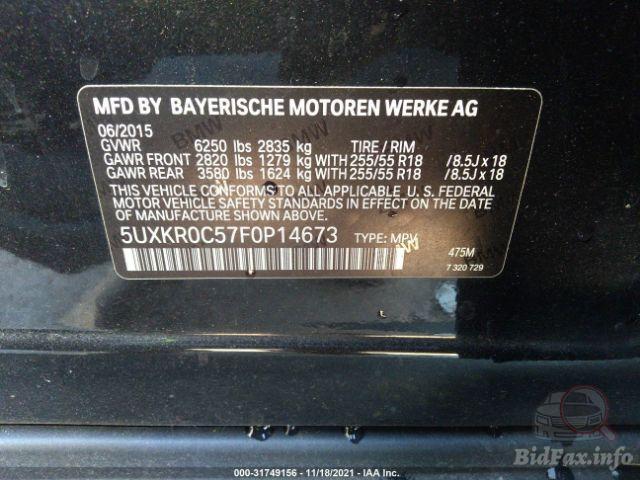 MFD BY BAYERISCHE MOTOREN WERKE AG
06/2015
GVWR 6250 lbs 2835 kg TIRE / RIM
GAWR FRONT 2820 lbs 1279 kg WITH 255/55 R18 /8.5J x 18
GAWR REAR 3580 lbs 1624 kg WITH 255/55 R18 /8.5J x 18
THIS VEHICLE CONFORMS TO ALL APPLICABLE U. S. FEDERAL
MOTOR VEHICLE SAFETY STANDARDS IN EFFECT ON THE DATE
OF MANUFACTURE SHOWN ABOVE.
5UXKR0C57F0P14673 TYPE: MPV
475M
7 320 729
BidFax.info
000-31749156 - 11/18/2021 - IAA Inc.